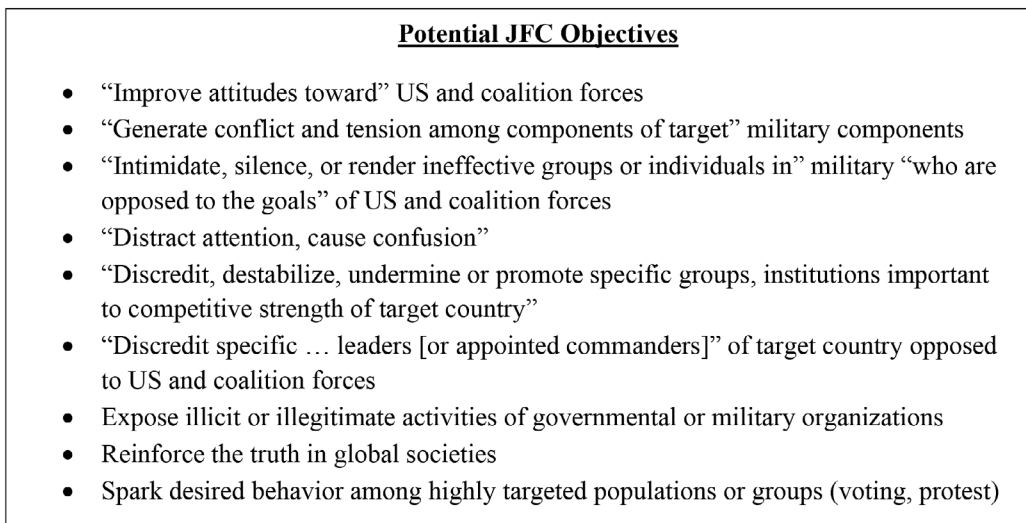 Potential JFC Objectives
• “Improve attitudes toward” US and coalition forces
• “Generate conflict and tension among components of target” military components
• “Intimidate, silence, or render ineffective groups or individuals in” military “who are
opposed to the goals” of US and coalition forces
• “Distract attention, cause confusion”
• “Discredit, destabilize, undermine or promote specific groups, institutions important
to competitive strength of target country”
• “Discredit specific … leaders [or appointed commanders]” of target country opposed
to US and coalition forces
• Expose illicit or illegitimate activities of governmental or military organizations
• Reinforce the truth in global societies
• Spark desired behavior among highly targeted populations or groups (voting, protest)